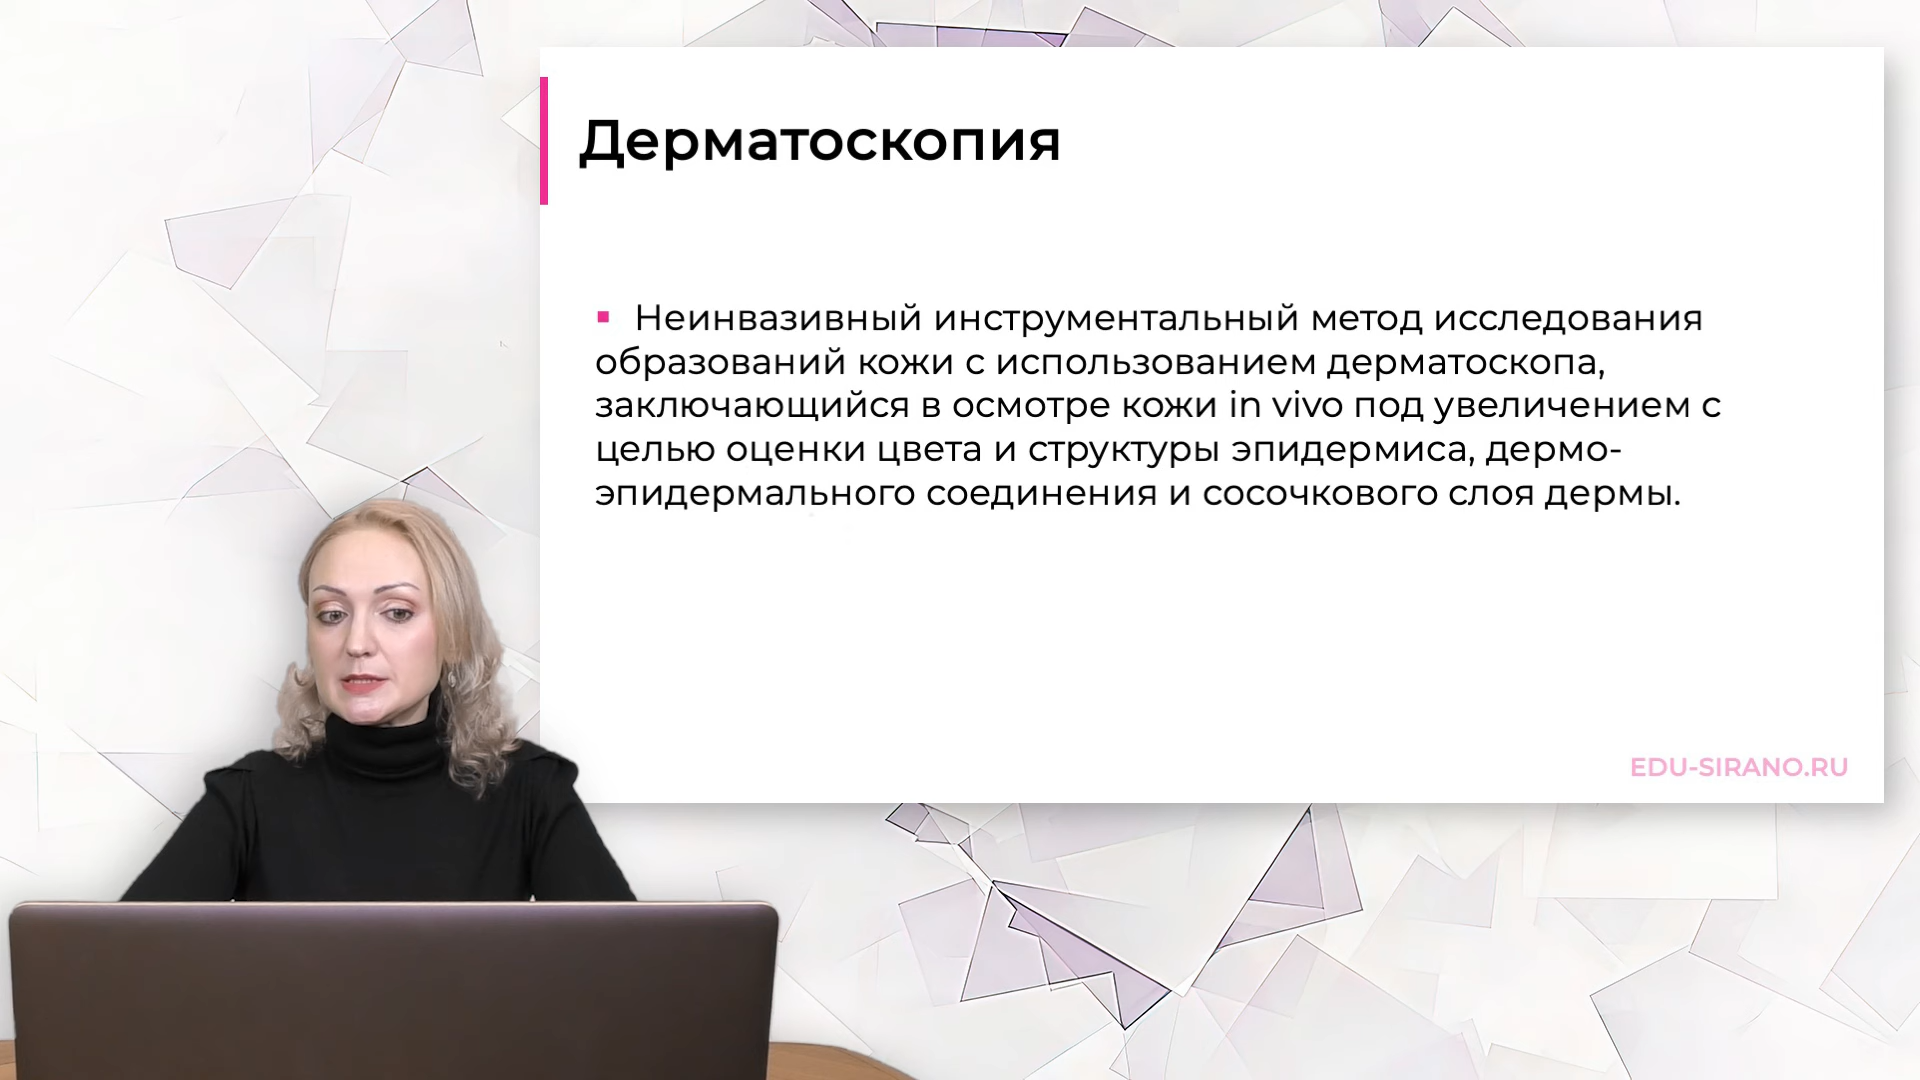 Дерматоскопия
▪ Неинвазивный инструментальный метод исследования
образований кожи с использованием дерматоскопа,
заключающийся в осмотре кожи in vivo под увеличением с
целью оценки цвета и структуры эпидермиса, дермо-
эпидермального соединения и сосочкового слоя дермы.
EDU-SIRANO.RU